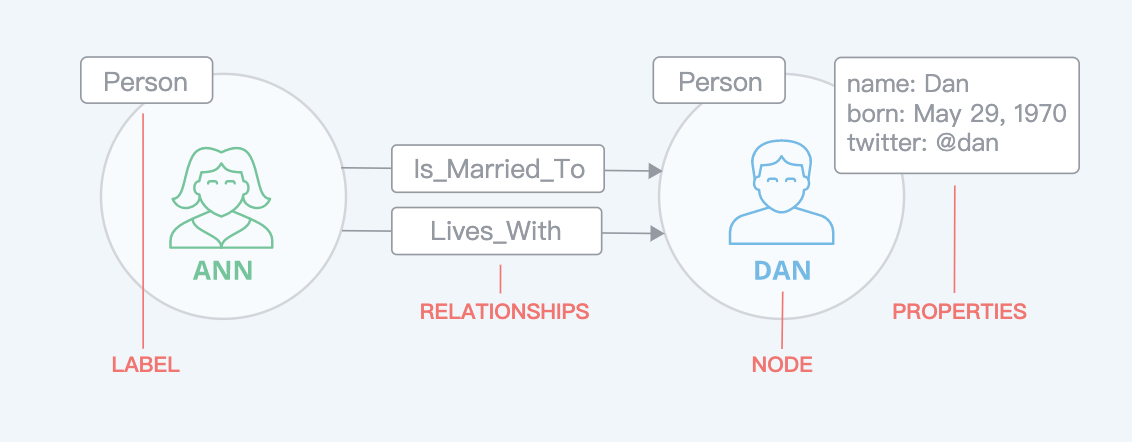 Person
Person
name: Dan
born: May 29, 1970
twitter: @dan
Is_Married_To
Lives_With
ANN
DAN
RELATIONSHIPS
PROPERTIES
LABEL
NODE